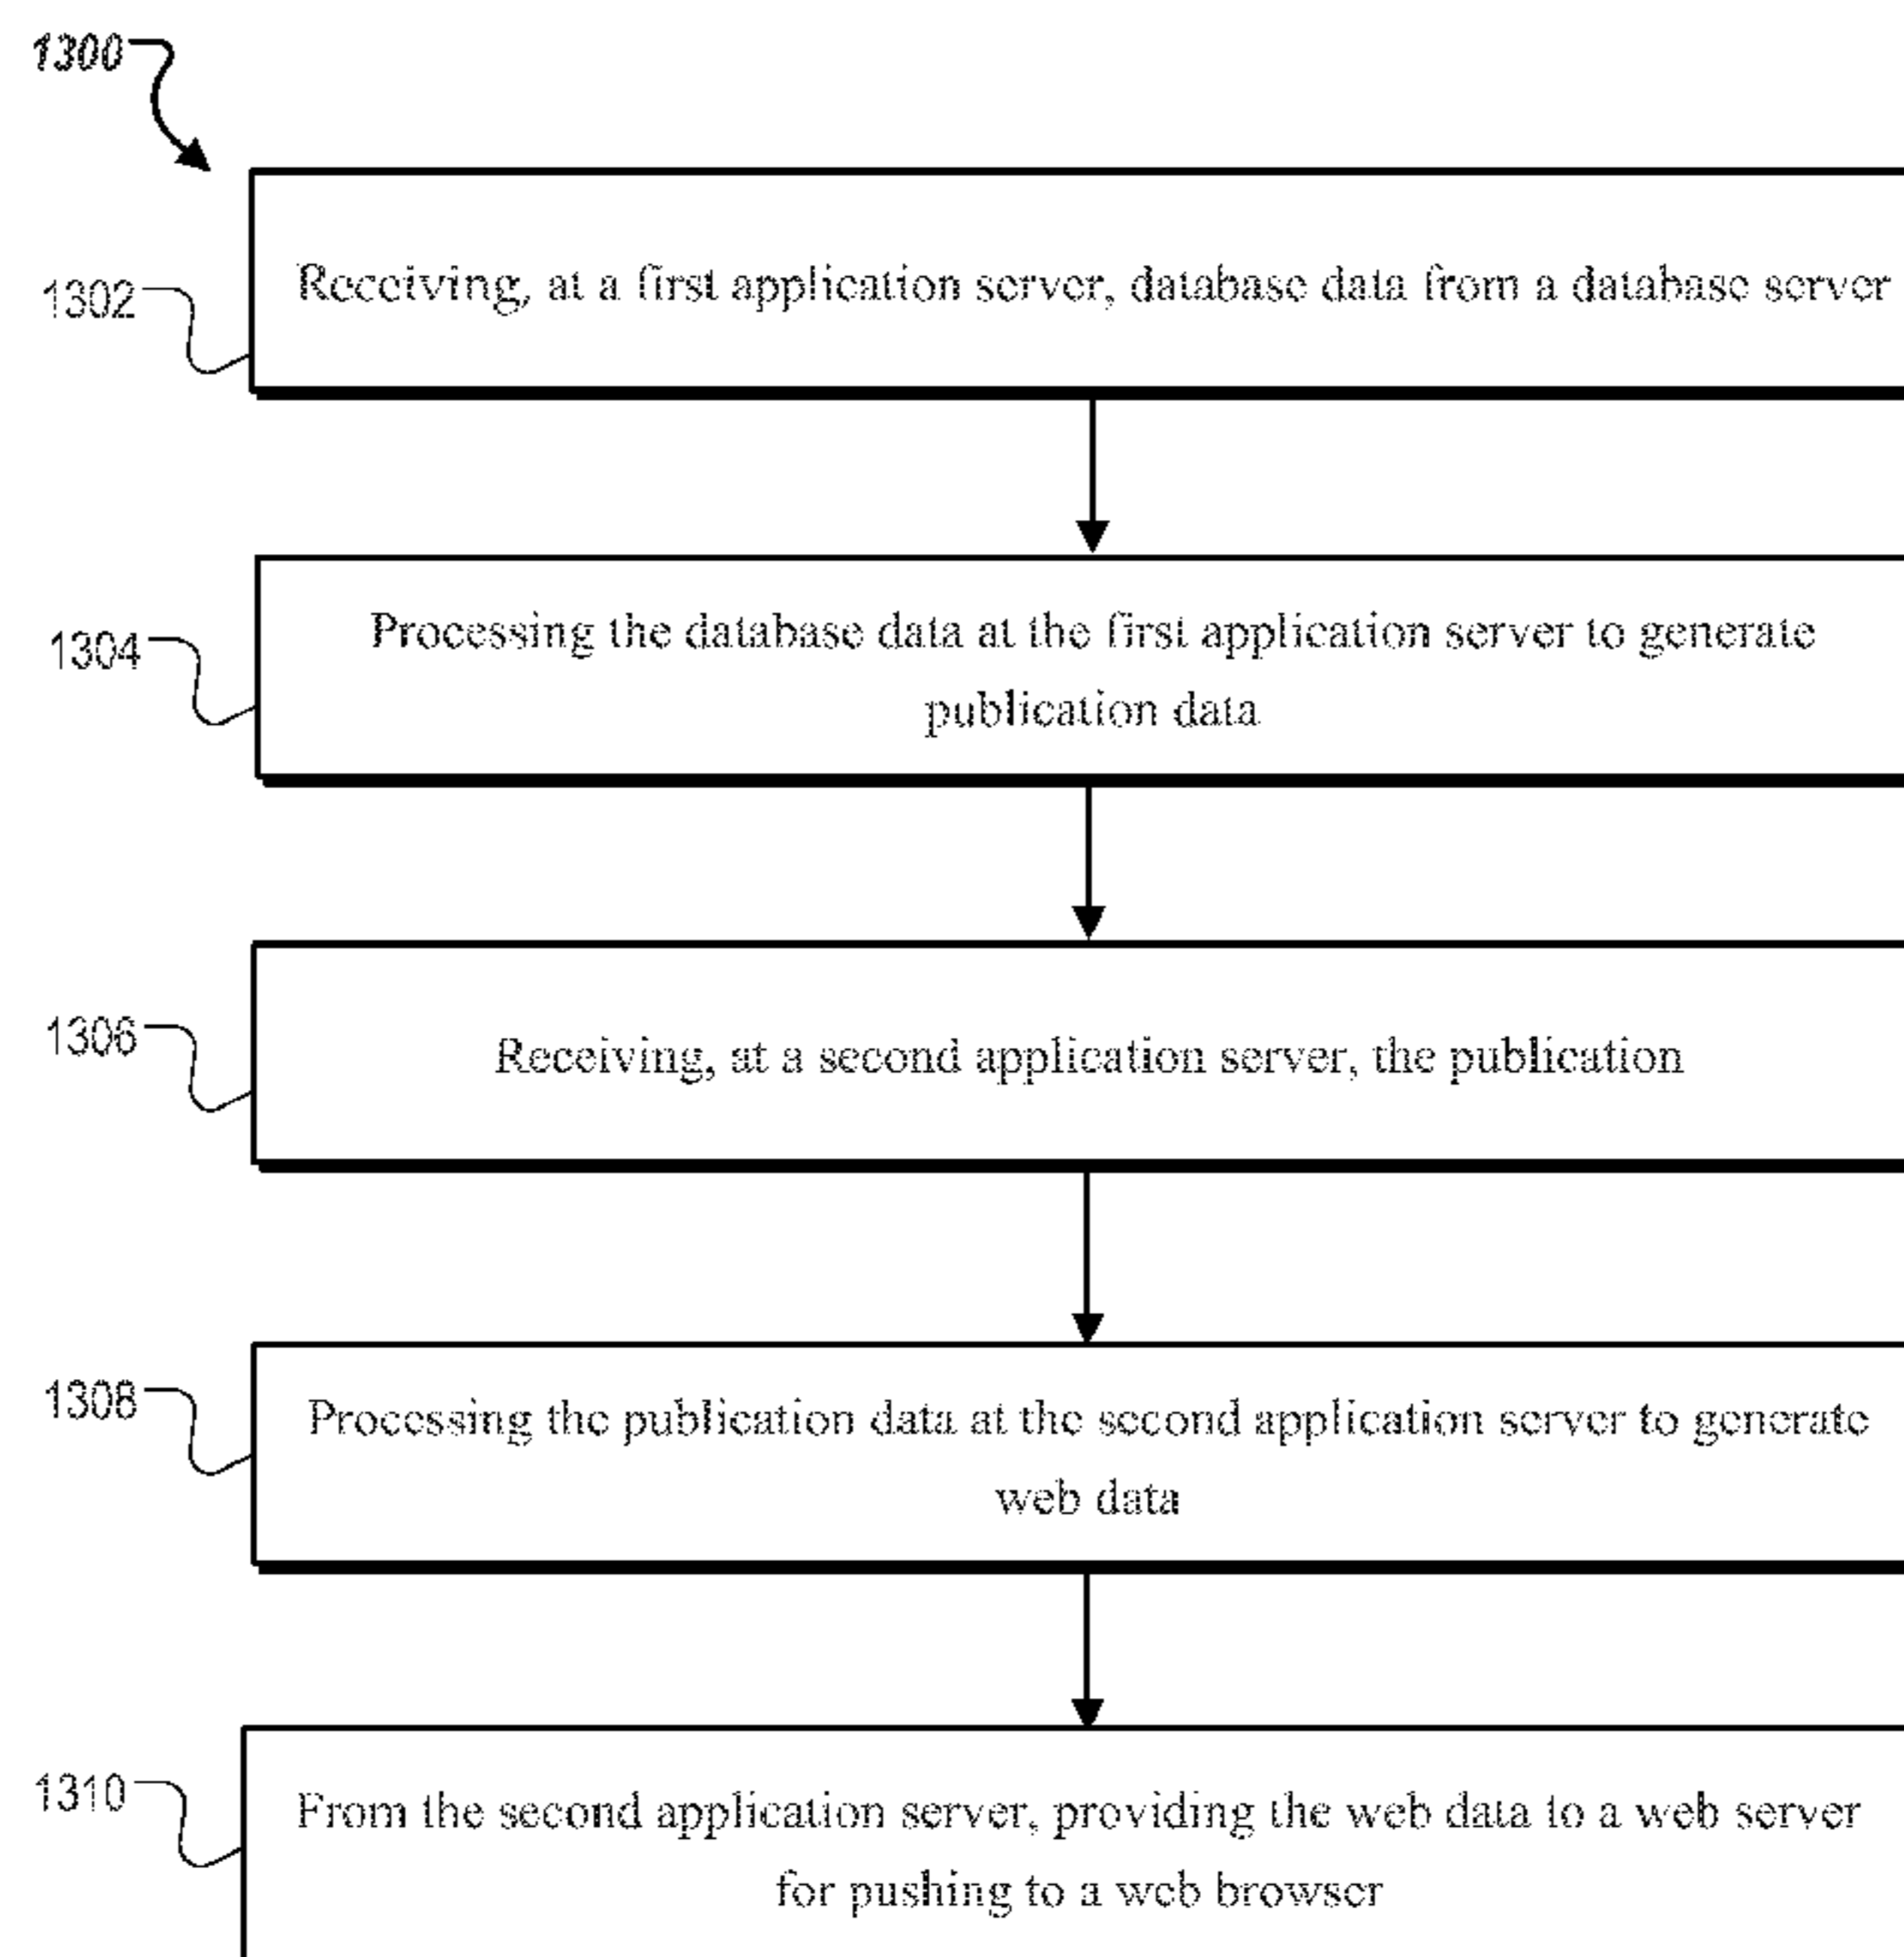 1300
1302
Receiving, at a first application server, database data from a database server
1304
Processing the database data at the first application server to generate
publication data
1306
Receiving, at a second application server, the publication
1308
Processing the publication data at the second application server to generate
web data
1310
From the second application server, providing the web data to a web server
for pushing to a web browser